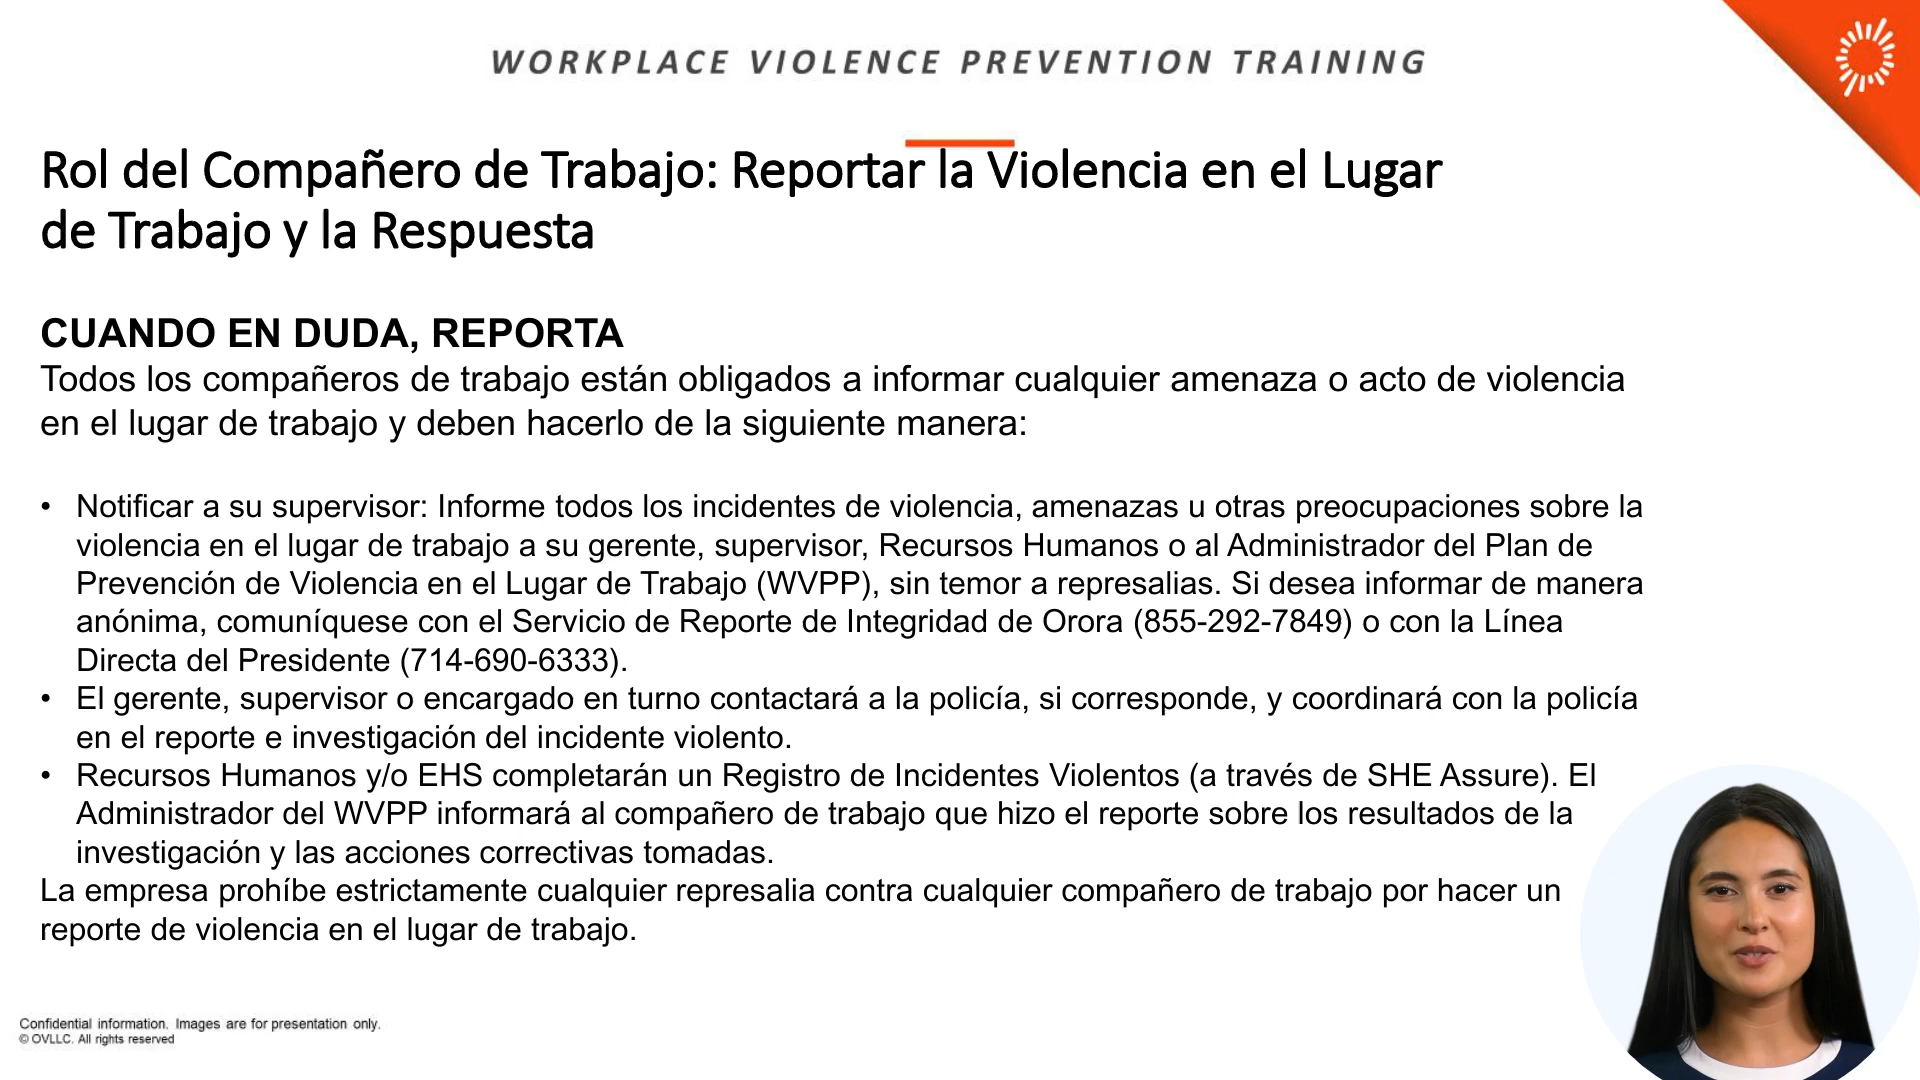 WORKPLACE VIOLENCE PREVENTION TRAINING
Rol del Compañero de Trabajo: Reportar la Violencia en el Lugar
de Trabajo y la Respuesta
CUANDO EN DUDA, REPORTA
Todos los compañeros de trabajo están obligados a informar cualquier amenaza o acto de violencia
en el lugar de trabajo y deben hacerlo de la siguiente manera:
• Notificar a su supervisor: Informe todos los incidentes de violencia, amenazas u otras preocupaciones sobre la
violencia en el lugar de trabajo a su gerente, supervisor, Recursos Humanos o al Administrador del Plan de
Prevención de Violencia en el Lugar de Trabajo (WVPP), sin temor a represalias. Si desea informar de manera
anónima, comuníquese con el Servicio de Reporte de Integridad de Orora (855-292-7849) o con la Línea
Directa del Presidente (714-690-6333).
• El gerente, supervisor o encargado en turno contactará a la policía, si corresponde, y coordinará con la policía
en el reporte e investigación del incidente violento.
• Recursos Humanos y/o EHS completarán un Registro de Incidentes Violentos (a través de SHE Assure). El
Administrador del WVPP informará al compañero de trabajo que hizo el reporte sobre los resultados de la
investigación y las acciones correctivas tomadas.
La empresa prohíbe estrictamente cualquier represalia contra cualquier compañero de trabajo por hacer un
reporte de violencia en el lugar de trabajo.
Confidential information. Images are for presentation only.
© OVLLC. All rights reserved